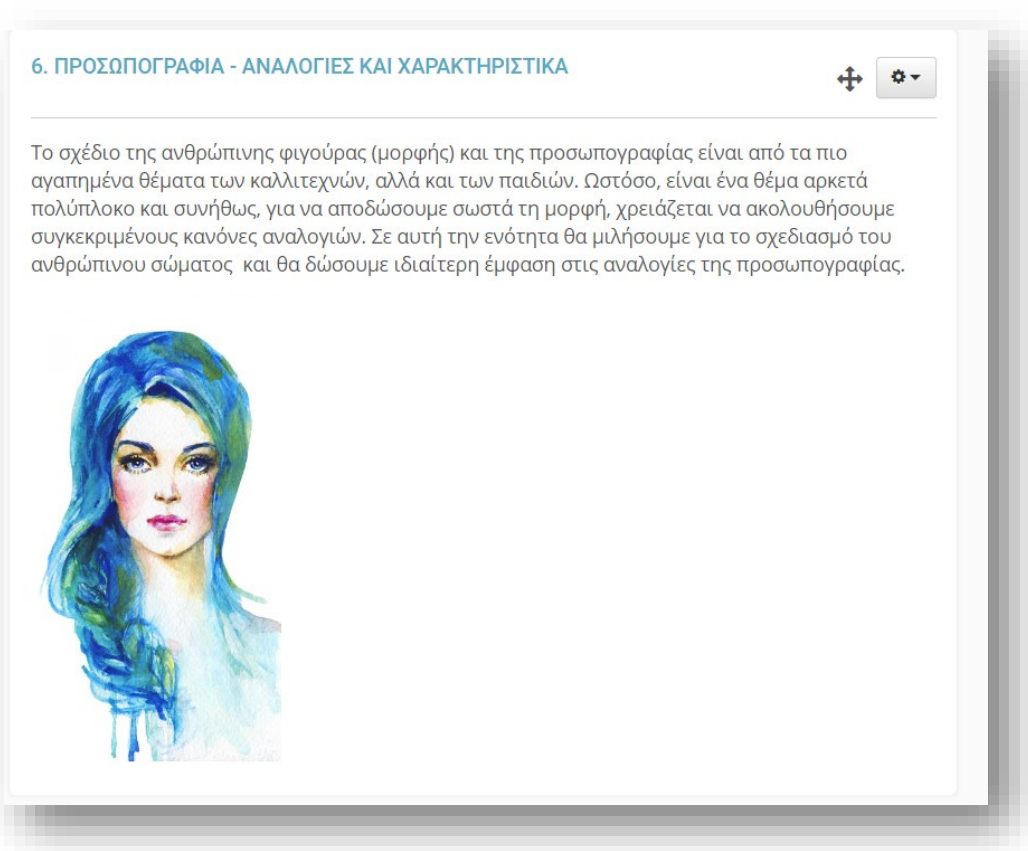 6. ΠΡΟΣΩΠΟΓΡΑΦΙΑ - ΑΝΑΛΟΓΙΕΣ ΚΑΙ ΧΑΡΑΚΤΗΡΙΣΤΙΚΑ
Το σχέδιο της ανθρώπινης φιγούρας (μορφής) και της προσωπογραφίας είναι από τα πιο
αγαπημένα θέματα των καλλιτεχνών, αλλά και των παιδιών. Ωστόσο, είναι ένα θέμα αρκετά
πολύπλοκο και συνήθως, για να αποδώσουμε σωστά τη μορφή, χρειάζεται να ακολουθήσουμε
συγκεκριμένους κανόνες αναλογιών. Σε αυτή την ενότητα θα μιλήσουμε για το σχεδιασμό του
ανθρώπινου σώματος  και θα δώσουμε ιδιαίτερη έμφαση στις αναλογίες της προσωπογραφίας.